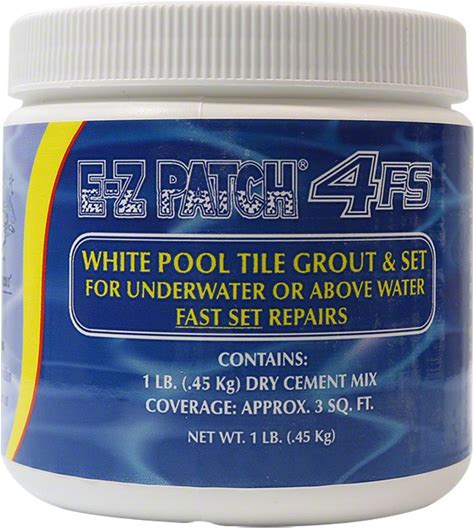 E-Z PATCH® 4FS
WHITE POOL TILE GROUT & SET
FOR UNDERWATER OR ABOVE WATER
FAST SET REPAIRS
CONTAINS:
1 LB. (.45 Kg) DRY CEMENT MIX
COVERAGE: APPROX. 3 SQ. FT.
NET WT. 1 LB. (.45 Kg)